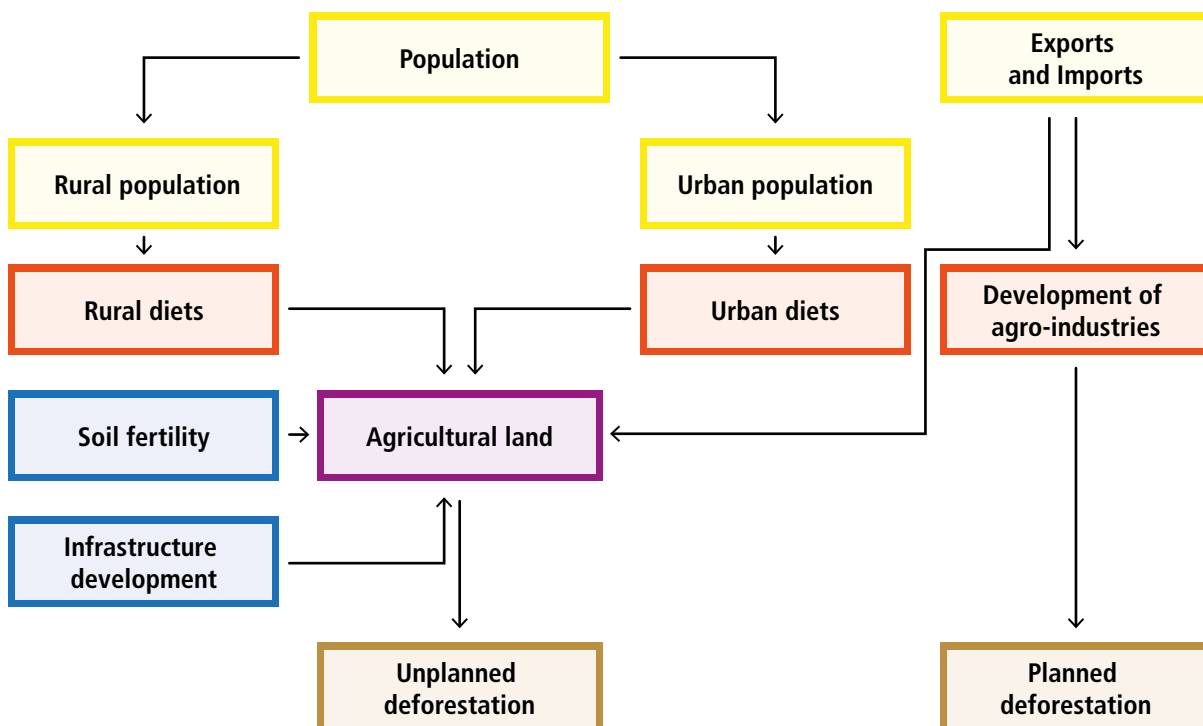 Population
Exports
and Imports
Rural population
Urban population
Rural diets
Urban diets
Development of
agro-industries
Soil fertility
Agricultural land
Infrastructure
development
Unplanned
deforestation
Planned
deforestation